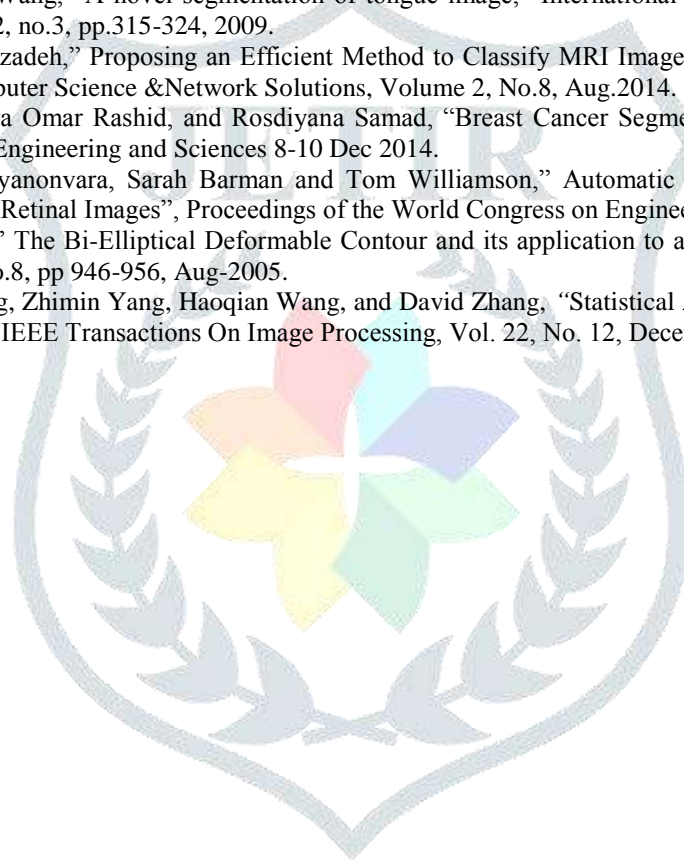 Wang, “A novel segmentation of tongue image,” International
2, no.3, pp.315-324, 2009.
zadeh,” Proposing an Efficient Method to Classify MRI Image
puter Science &Network Solutions, Volume 2, No.8, Aug.2014.
a Omar Rashid, and Rosdiyana Samad, “Breast Cancer Segme
Engineering and Sciences 8-10 Dec 2014.
yanonvara, Sarah Barman and Tom Williamson,” Automatic
Retinal Images”, Proceedings of the World Congress on Enginee
” The Bi-Elliptical Deformable Contour and its application to a
o.8, pp 946-956, Aug-2005.
g, Zhimin Yang, Haoqian Wang, and David Zhang, “Statistical
IEEE Transactions On Image Processing, Vol. 22, No. 12, Dece
JETIR